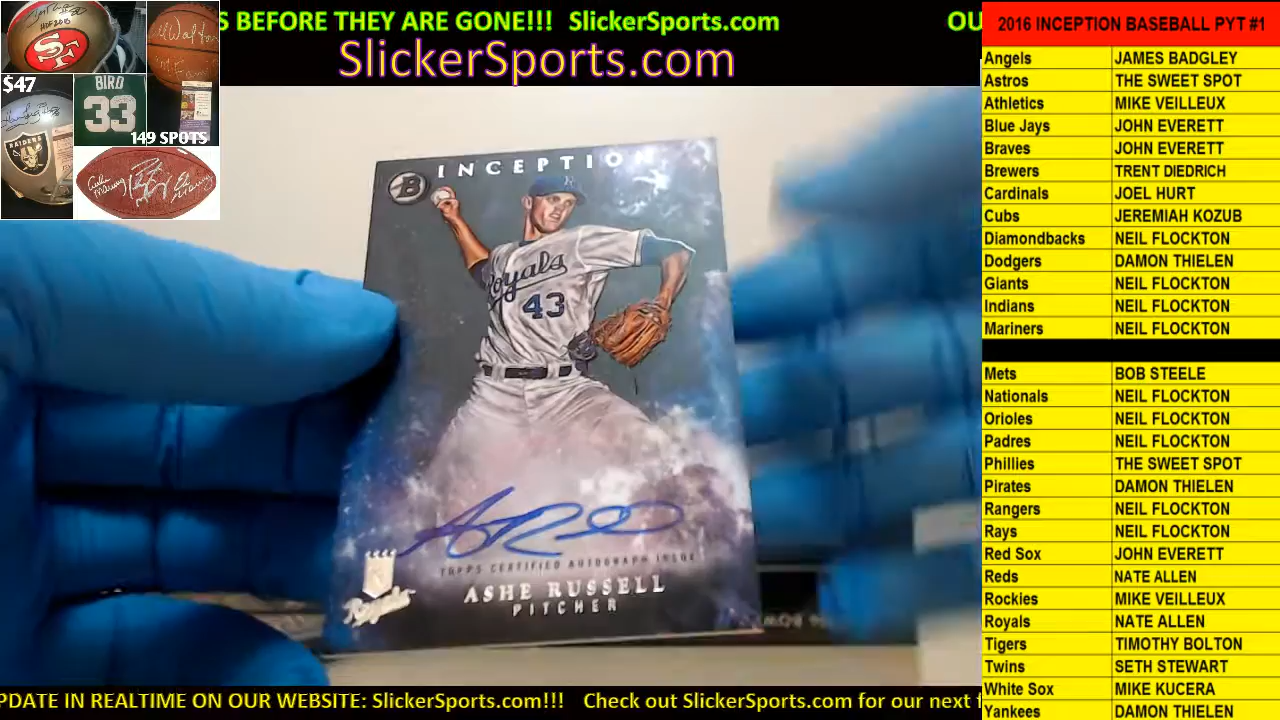 S BEFORE THEY ARE GONE!!! SlickerSports.com OU
SlickerSports.com
HOF 2013
$47
BIRD
33
149 SPOTS
RAIDERS
INCEPTION
B
Royals
43
TOPPS CERTIFIED AUTOGRAPH ISSUE
ASHE RUSSELL
PITCHER
Royals
2016 INCEPTION BASEBALL PYT #1
Angels JAMES BADGLEY
Astros THE SWEET SPOT
Athletics MIKE VEILLEUX
Blue Jays JOHN EVERETT
Braves JOHN EVERETT
Brewers TRENT DIEDRICH
Cardinals JOEL HURT
Cubs JEREMIAH KOZUB
Diamondbacks NEIL FLOCKTON
Dodgers DAMON THIELEN
Giants NEIL FLOCKTON
Indians NEIL FLOCKTON
Mariners NEIL FLOCKTON
Mets BOB STEELE
Nationals NEIL FLOCKTON
Orioles NEIL FLOCKTON
Padres NEIL FLOCKTON
Phillies THE SWEET SPOT
Pirates DAMON THIELEN
Rangers NEIL FLOCKTON
Rays NEIL FLOCKTON
Red Sox JOHN EVERETT
Reds NATE ALLEN
Rockies MIKE VEILLEUX
Royals NATE ALLEN
Tigers TIMOTHY BOLTON
Twins SETH STEWART
White Sox MIKE KUCERA
Yankees DAMON THIELEN
PDATE IN REALTIME ON OUR WEBSITE: SlickerSports.com!!! Check out SlickerSports.com for our next f